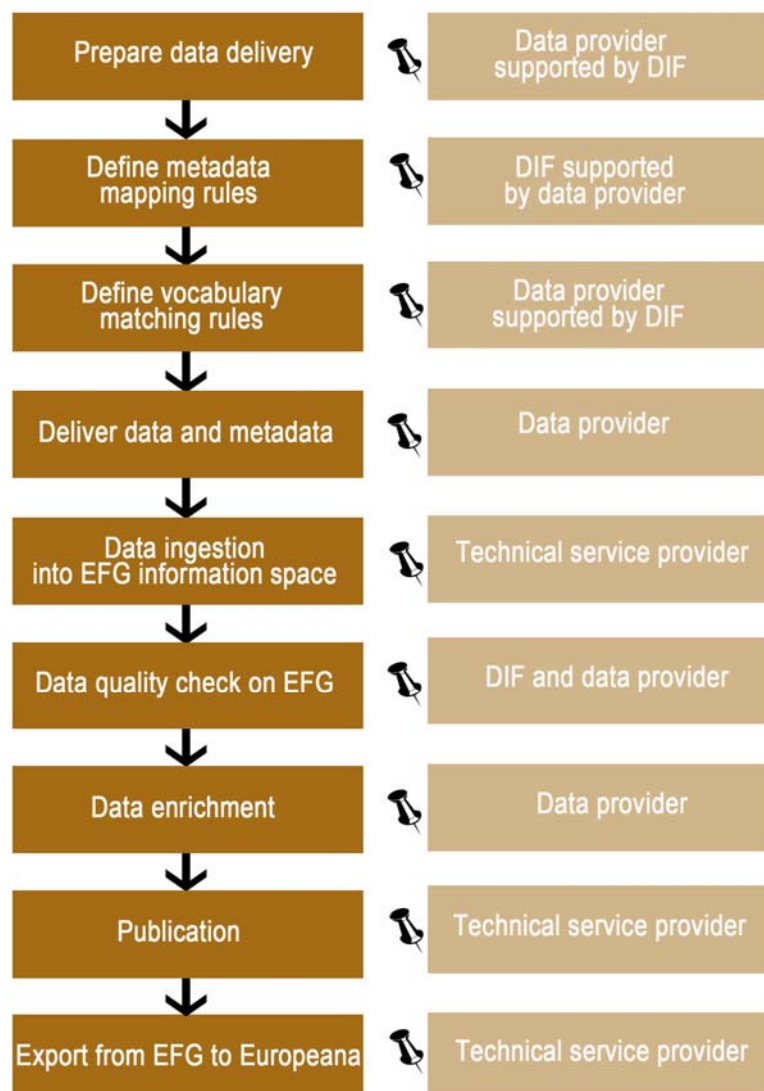 Prepare data delivery
Data provider
supported by DIF
Define metadata
mapping rules
DIF supported
by data provider
Define vocabulary
matching rules
Data provider
supported by DIF
Deliver data and metadata
Data provider
Data ingestion
into EFG information space
Technical service provider
Data quality check on EFG
DIF and data provider
Data enrichment
Data provider
Publication
Technical service provider
Export from EFG to Europeana
Technical service provider